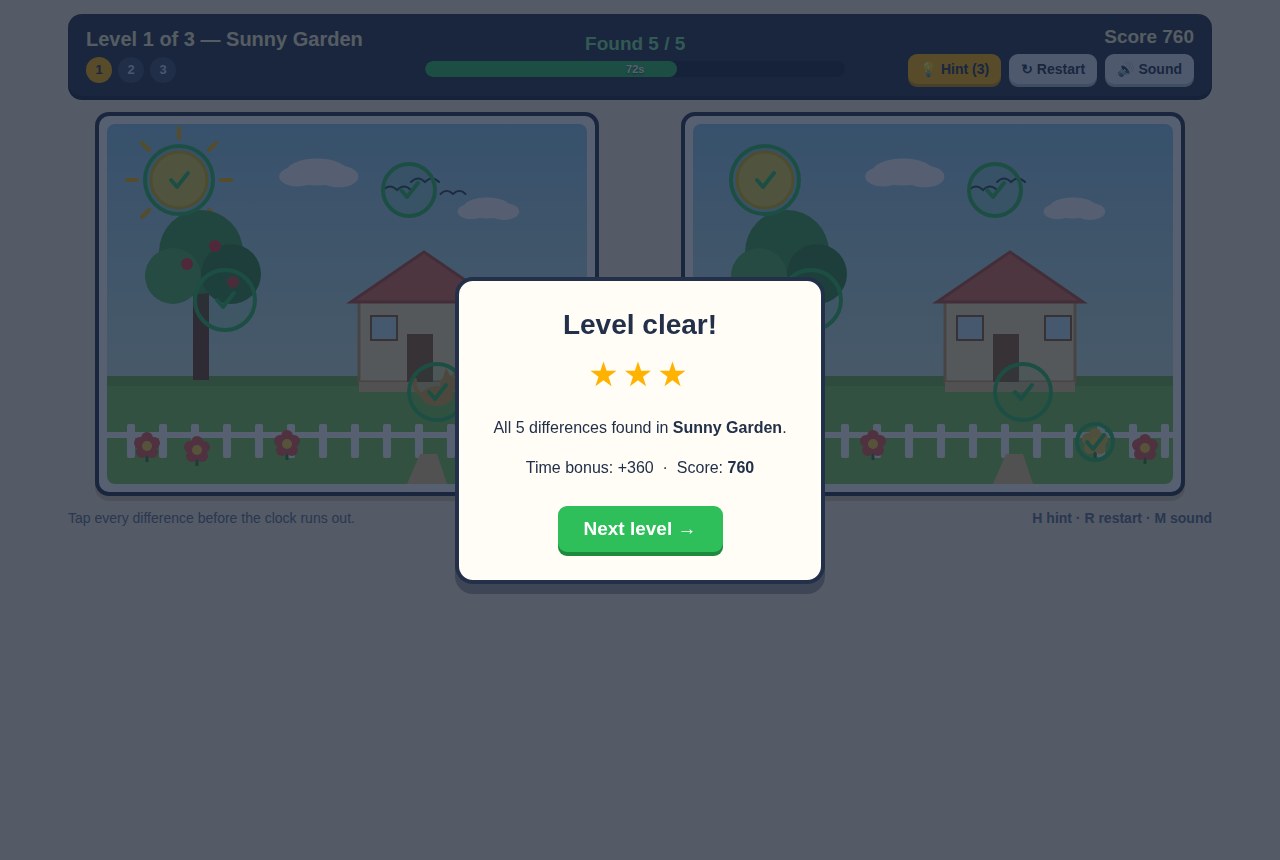 Level 1 of 3 — Sunny Garden
1 2 3
Found 5 / 5
72s
Score 760
💡 Hint (3)
↻ Restart
🔊 Sound
Level clear!
★★★
All 5 differences found in Sunny Garden.
Time bonus: +360 · Score: 760
Next level →
Tap every difference before the clock runs out.
H hint · R restart · M sound